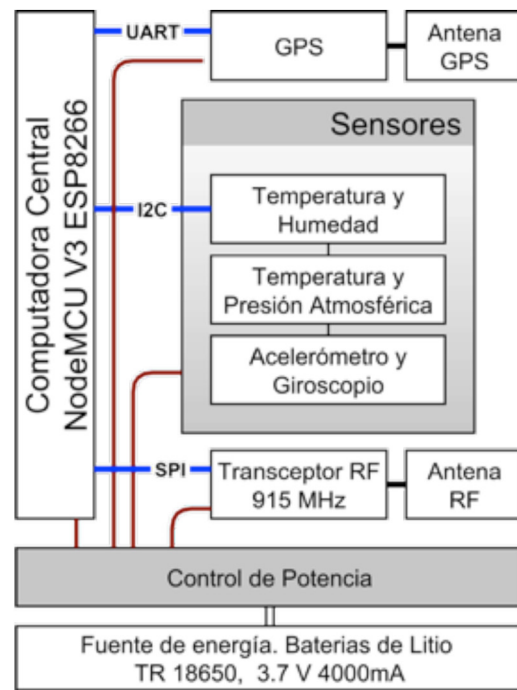 Computadora Central
NodeMCU V3 ESP8266
UART
GPS
Antena
GPS
Sensores
I2C
Temperatura y
Humedad
Temperatura y
Presión Atmosférica
Acelerómetro y
Giroscopio
SPI
Transceptor RF
915 MHz
Antena
RF
Control de Potencia
Fuente de energía. Baterias de Litio
TR 18650, 3.7 V 4000mA